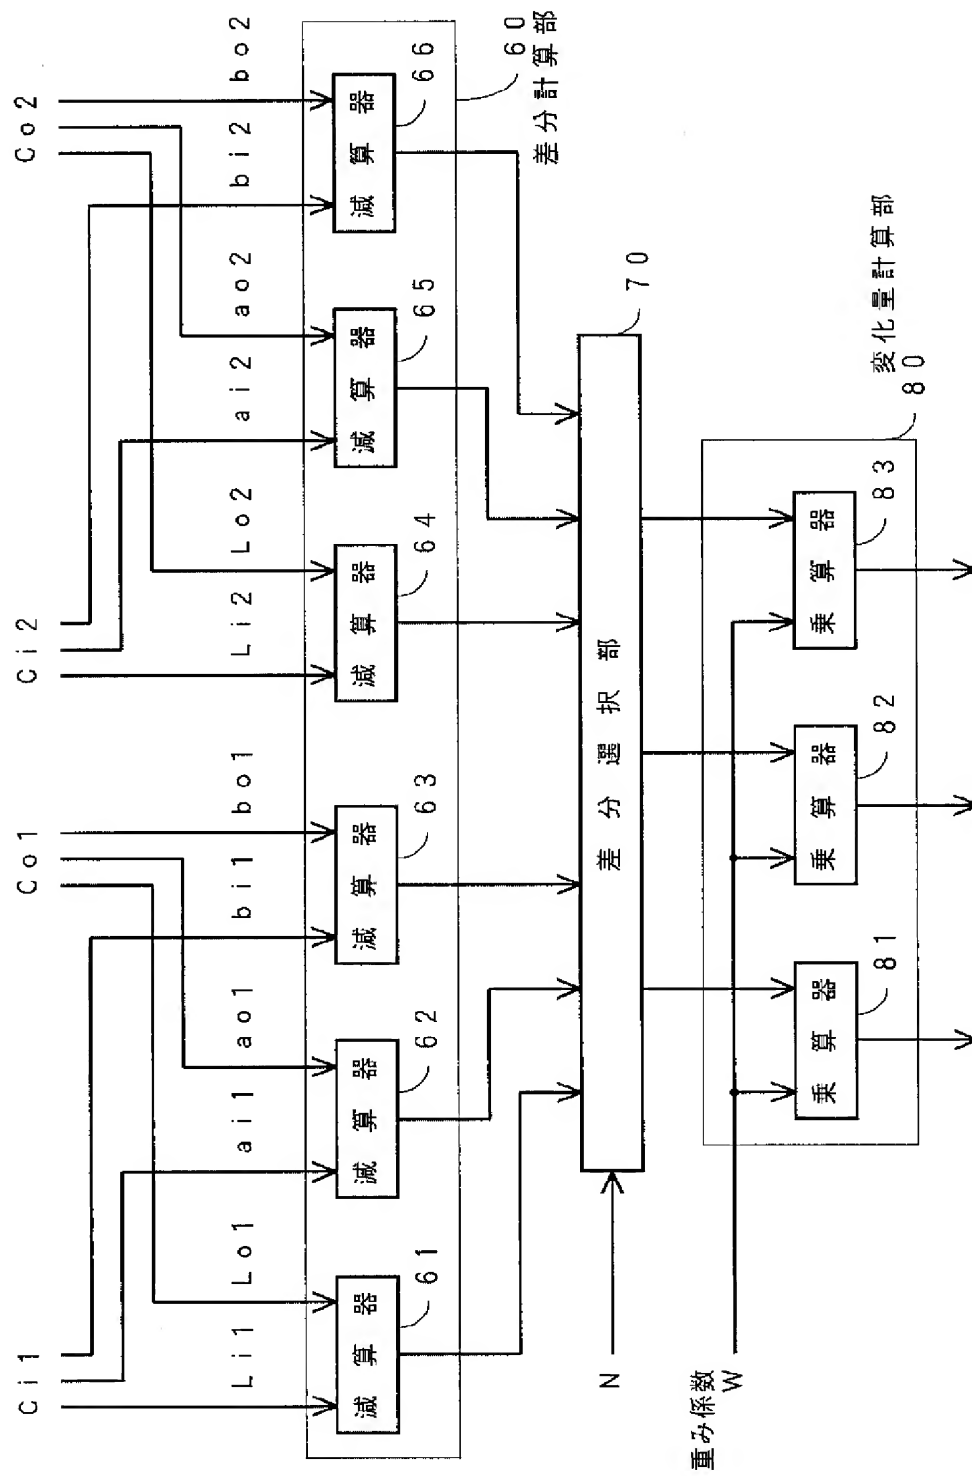 Ci1
Co1
Ci2
Co2
Li1
Lo1
ai1
ao1
bi1
bo1
Li2
Lo2
ai2
ao2
bi2
bo2
減算器
61
減算器
62
減算器
63
減算器
64
減算器
65
減算器
66
60
差分計算部
N
差分選択部
70
重み係数
W
乗算器
81
乗算器
82
乗算器
83
変化量計算部
80